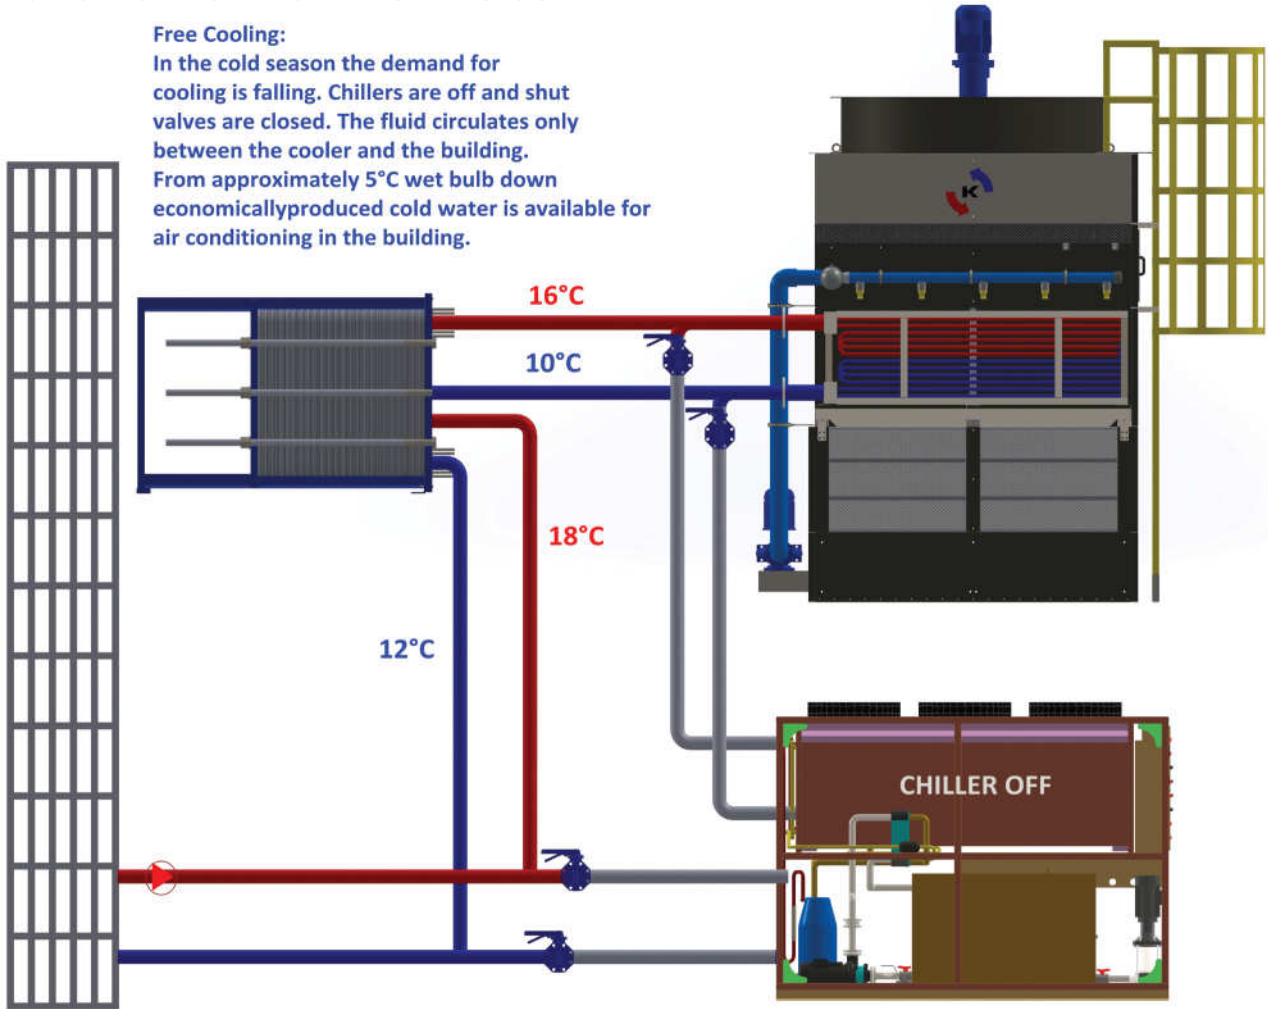 Free Cooling:
In the cold season the demand for
cooling is falling. Chillers are off and shut
valves are closed. The fluid circulates only
between the cooler and the building.
From approximately 5°C wet bulb down
economicallyproduced cold water is available for
air conditioning in the building.
K
16°C
10°C
18°C
12°C
CHILLER OFF